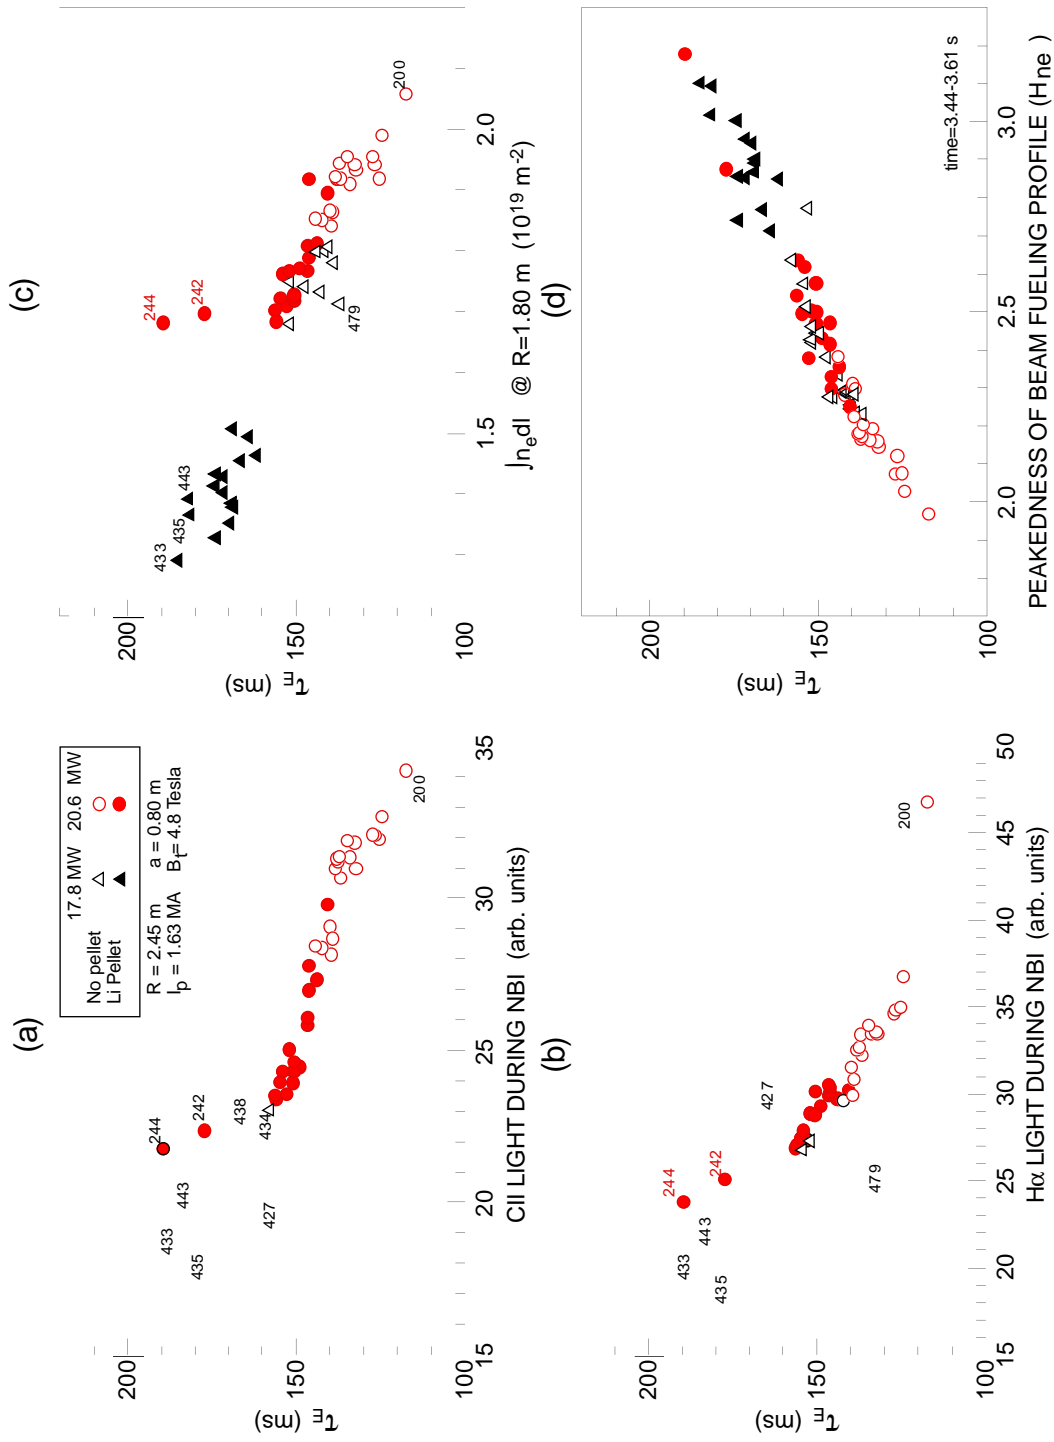 (a)
17.8 MW 20.6 MW
No pellet
Li Pellet
R = 2.45 m a = 0.80 m
Ip = 1.63 MA Bt= 4.8 Tesla
200
150
100
τE (ms)
244
242
443
433
435
438
434
427
200
15 20 25 30 35
CII LIGHT DURING NBI (arb. units)
(c)
200
150
100
τE (ms)
433
435
443
244
242
479
200
1.5 2.0
∫nedl @ R=1.80 m (10¹⁹ m⁻²)
(b)
200
150
100
τE (ms)
244
242
443
433
435
427
479
200
15 20 25 30 35 40 45 50
Hα LIGHT DURING NBI (arb. units)
(d)
200
150
100
τE (ms)
time=3.44-3.61 s
2.0 2.5 3.0
PEAKEDNESS OF BEAM FUELING PROFILE (Hne)